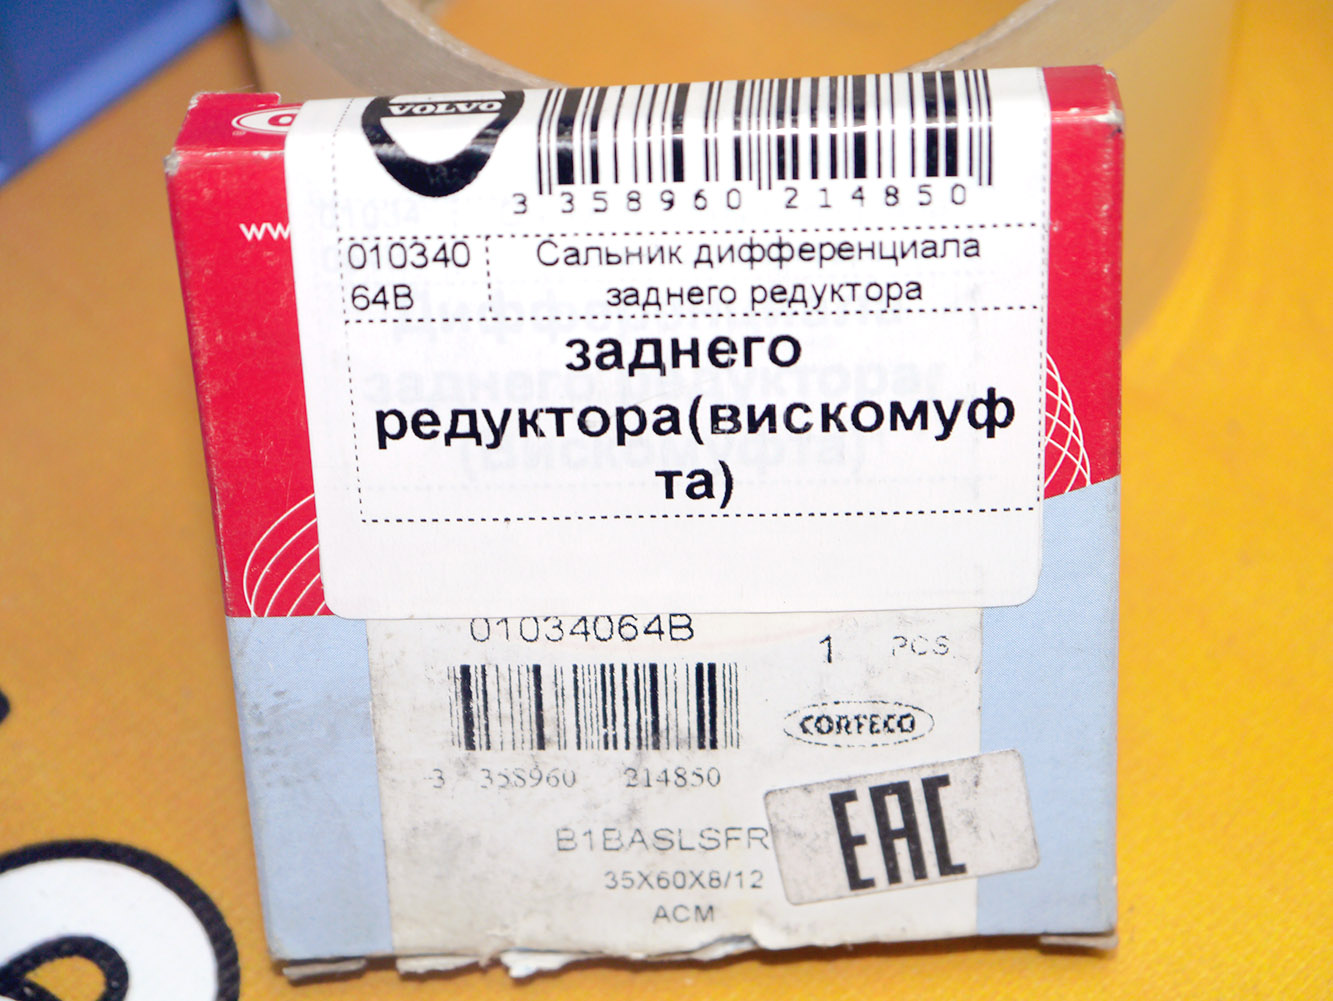 VOLVO
3 358960 214850
010340
64B
Сальник дифференциала
заднего редуктора
заднего
редуктора(вискомуф
та)
01034064B
1 PCS
CORTECO
3 358960 214850
B1BASLSFR
35X60X8/12
ACM
EAC